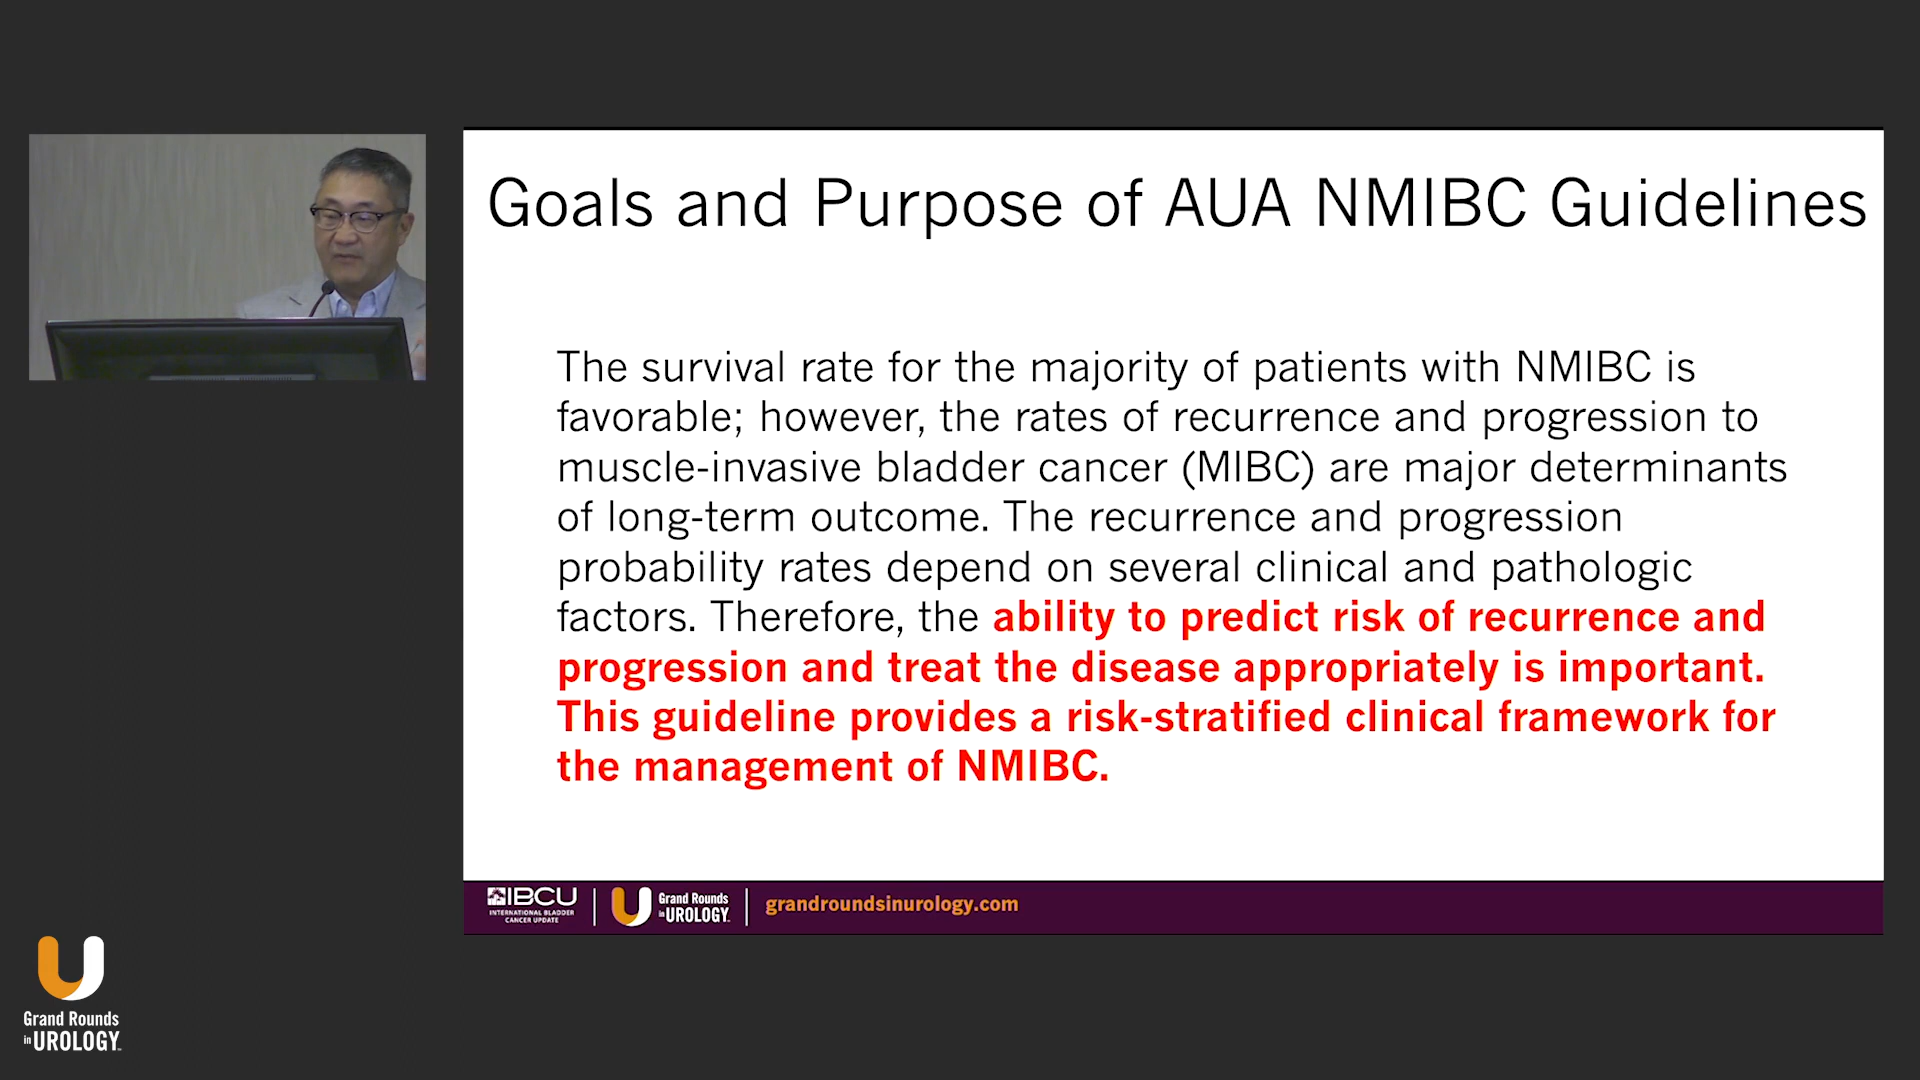 Goals and Purpose of AUA NMIBC Guidelines
The survival rate for the majority of patients with NMIBC is
favorable; however, the rates of recurrence and progression to
muscle-invasive bladder cancer (MIBC) are major determinants
of long-term outcome. The recurrence and progression
probability rates depend on several clinical and pathologic
factors. Therefore, the ability to predict risk of recurrence and
progression and treat the disease appropriately is important.
This guideline provides a risk-stratified clinical framework for
the management of NMIBC.
IBCU
INTERNATIONAL BLADDER
CANCER UPDATE
Grand Rounds
in UROLOGY
grandroundsinurology.com
Grand Rounds
in UROLOGY